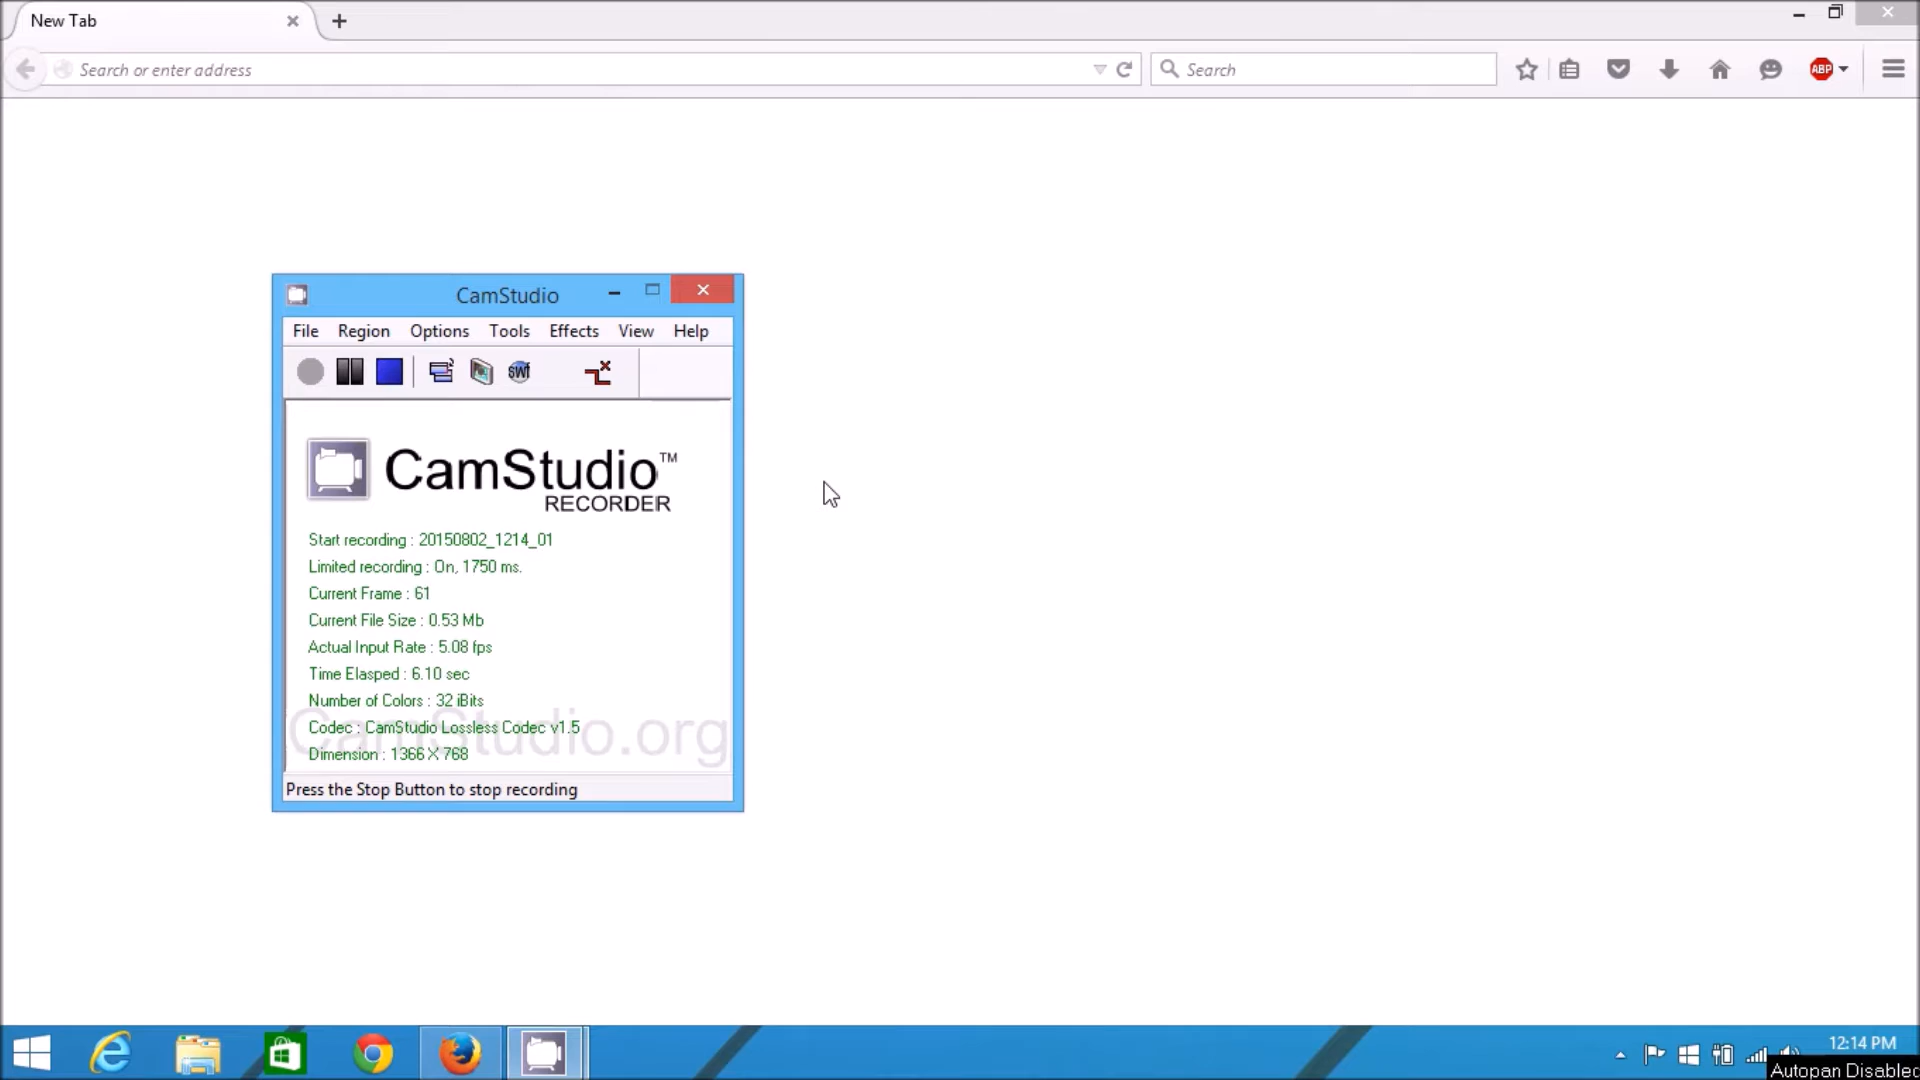 New Tab
Search or enter address
Search
ABP
CamStudio
File Region Options Tools Effects View Help
swf
CamStudio™
RECORDER
Start recording : 20150802_1214_01
Limited recording : On, 1750 ms.
Current Frame : 61
Current File Size : 0.53 Mb
Actual Input Rate : 5.08 fps
Time Elasped : 6.10 sec
Number of Colors : 32 iBits
CamStudio.org
Codec : CamStudio Lossless Codec v1.5
Dimension : 1366 X 768
Press the Stop Button to stop recording
12:14 PM
Autopan Disabled